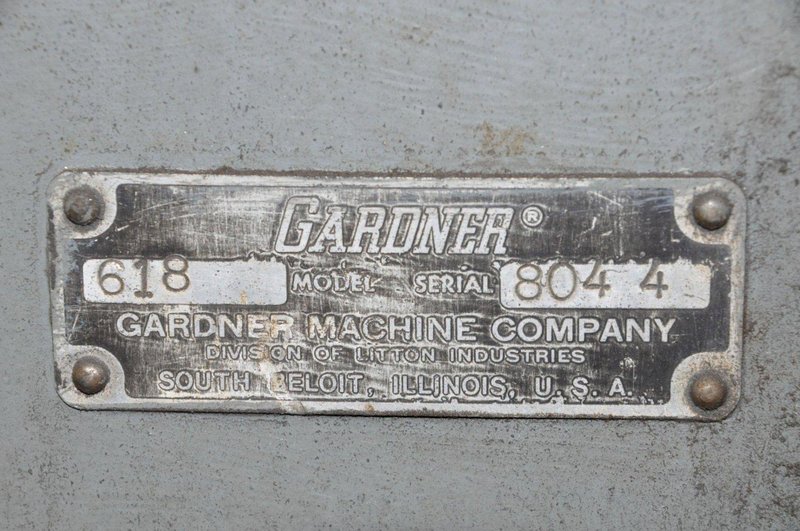 GARDNER®
618 MODEL SERIAL 804 4
GARDNER MACHINE COMPANY
DIVISION OF LITTON INDUSTRIES
SOUTH BELOIT, ILLINOIS, U.S.A.